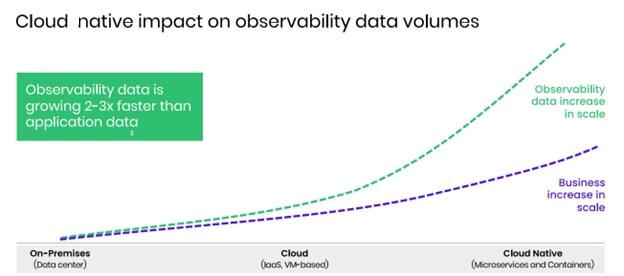 Cloud native impact on observability data volumes
Observability data is
growing 2-3x faster than
application data
3
Observability
data increase
in scale
Business
increase in
scale
On-Premises
(Data center)
Cloud
(IaaS, VM-based)
Cloud Native
(Microservices and Containers)